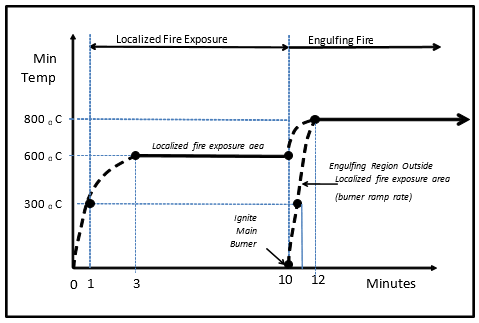 Localized Fire Exposure
Engulfing Fire
Min
Temp
800 o C
Localized fire exposure aea
600 o C
Engulfing Region Outside
Localized fire exposure area
(burner ramp rate)
300 o C
Ignite
Main
Burner
0 1 3 10 12 Minutes